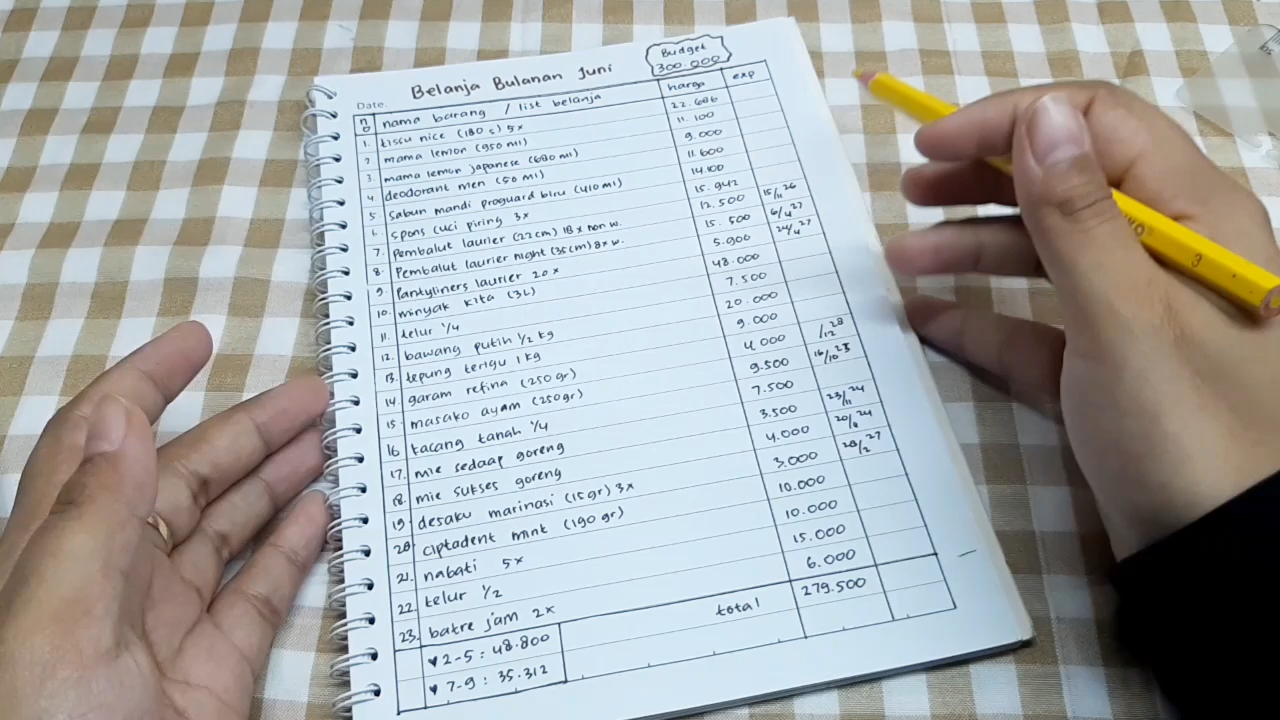 Belanja Bulanan Juni
Budget
300.000
Date.
no nama barang / list belanja harga exp
1. tissu nice (180 s) 5x 22.686
2 mama lemon (950 ml) 11.100
3. mama lemon japanese (680 ml) 9.000
4 deodorant men (50 ml) 11.600
5 sabun mandi proguard biru (410 ml) 14.100
6. spons cuci piring 3x 15.942
7. Pembalut laurier (22cm) 18x non w. 12.500 15/11 26
8. Pembalut laurier night (35cm) 8x w. 15.500 6/4 27
9. Pantyliners laurier 20x 5.900 24/4 27
10. minyak kita (3L) 48.000
11. telur 1/4 7.500
12. bawang putih 1/2 kg 20.000
13. tepung terigu 1 kg 9.000
14. garam refina (250 gr) 4.000 /12 28
15. masako ayam (250gr) 9.500 16/10 25
16 kacang tanah 1/4 7.500
17. mie sedaap goreng 3.500 23/11 24
18. mie sukses goreng 4.000 20/6 24
19. desaku marinasi (15gr) 3x 3.000 28/2 27
20 ciptadent mint (190 gr) 10.000
21. nabati 5x 10.000
22. telur 1/2 15.000
23. batre jam 2x 6.000
total 279.500
♥ 2-5 : 48.800
♥ 7-9 : 35.312
3